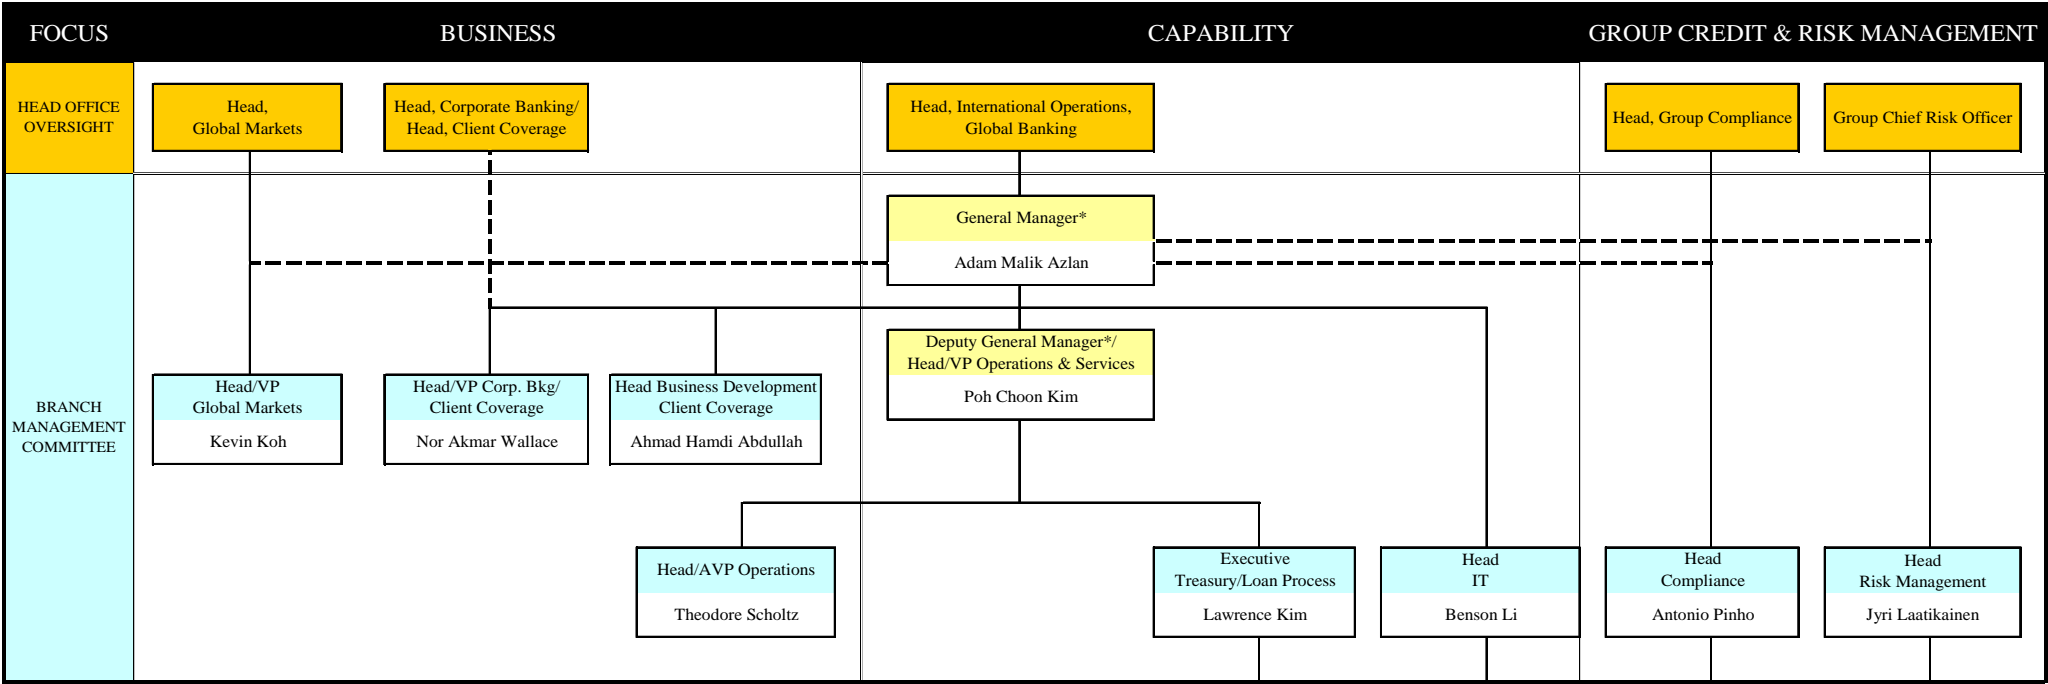 FOCUS
BUSINESS
CAPABILITY
GROUP CREDIT & RISK MANAGEMENT
HEAD OFFICE
OVERSIGHT
Head,
Global Markets
Head, Corporate Banking/
Head, Client Coverage
Head, International Operations,
Global Banking
Head, Group Compliance
Group Chief Risk Officer
General Manager*
Adam Malik Azlan
Deputy General Manager*/
Head/VP Operations & Services
Poh Choon Kim
BRANCH
MANAGEMENT
COMMITTEE
Head/VP
Global Markets
Kevin Koh
Head/VP Corp. Bkg/
Client Coverage
Nor Akmar Wallace
Head Business Development
Client Coverage
Ahmad Hamdi Abdullah
Head/AVP Operations
Theodore Scholtz
Executive
Treasury/Loan Process
Lawrence Kim
Head
IT
Benson Li
Head
Compliance
Antonio Pinho
Head
Risk Management
Jyri Laatikainen